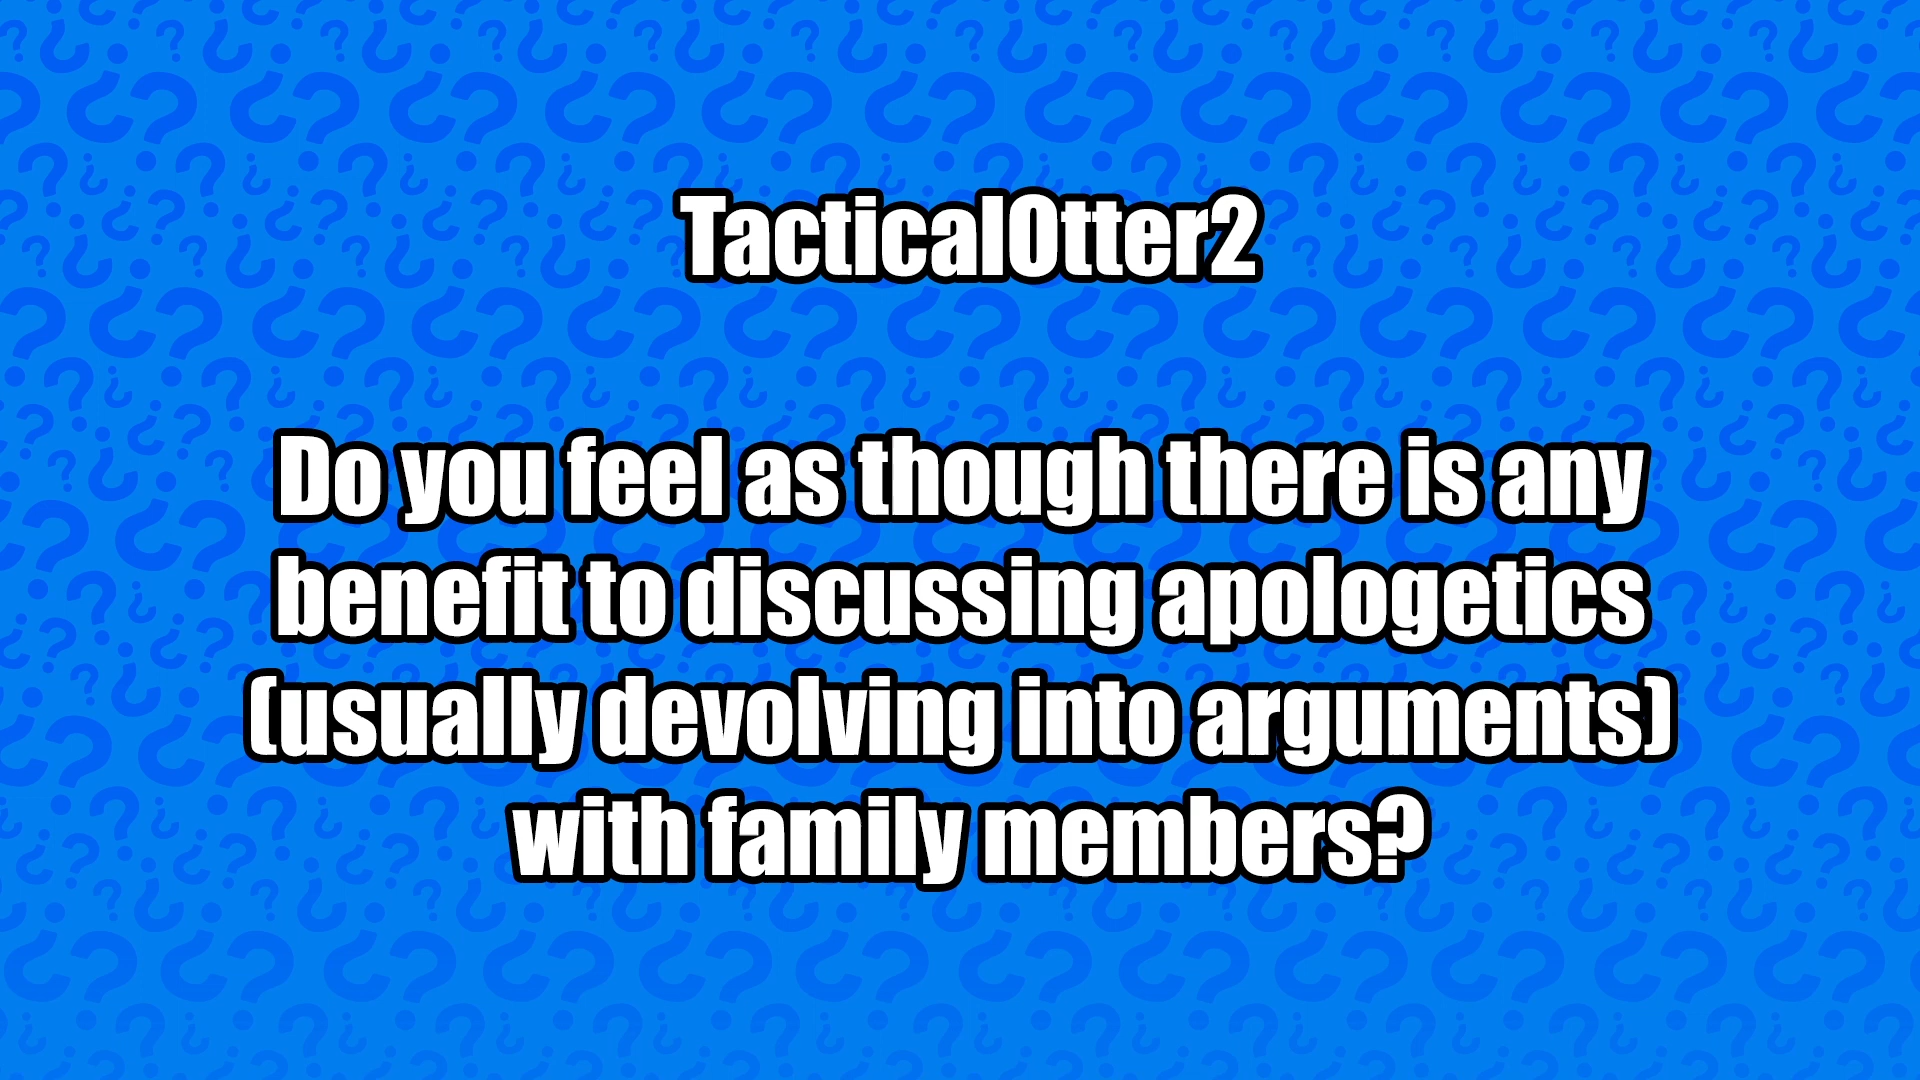 TacticalOtter2
Do you feel as though there is any
benefit to discussing apologetics
(usually devolving into arguments)
with family members?